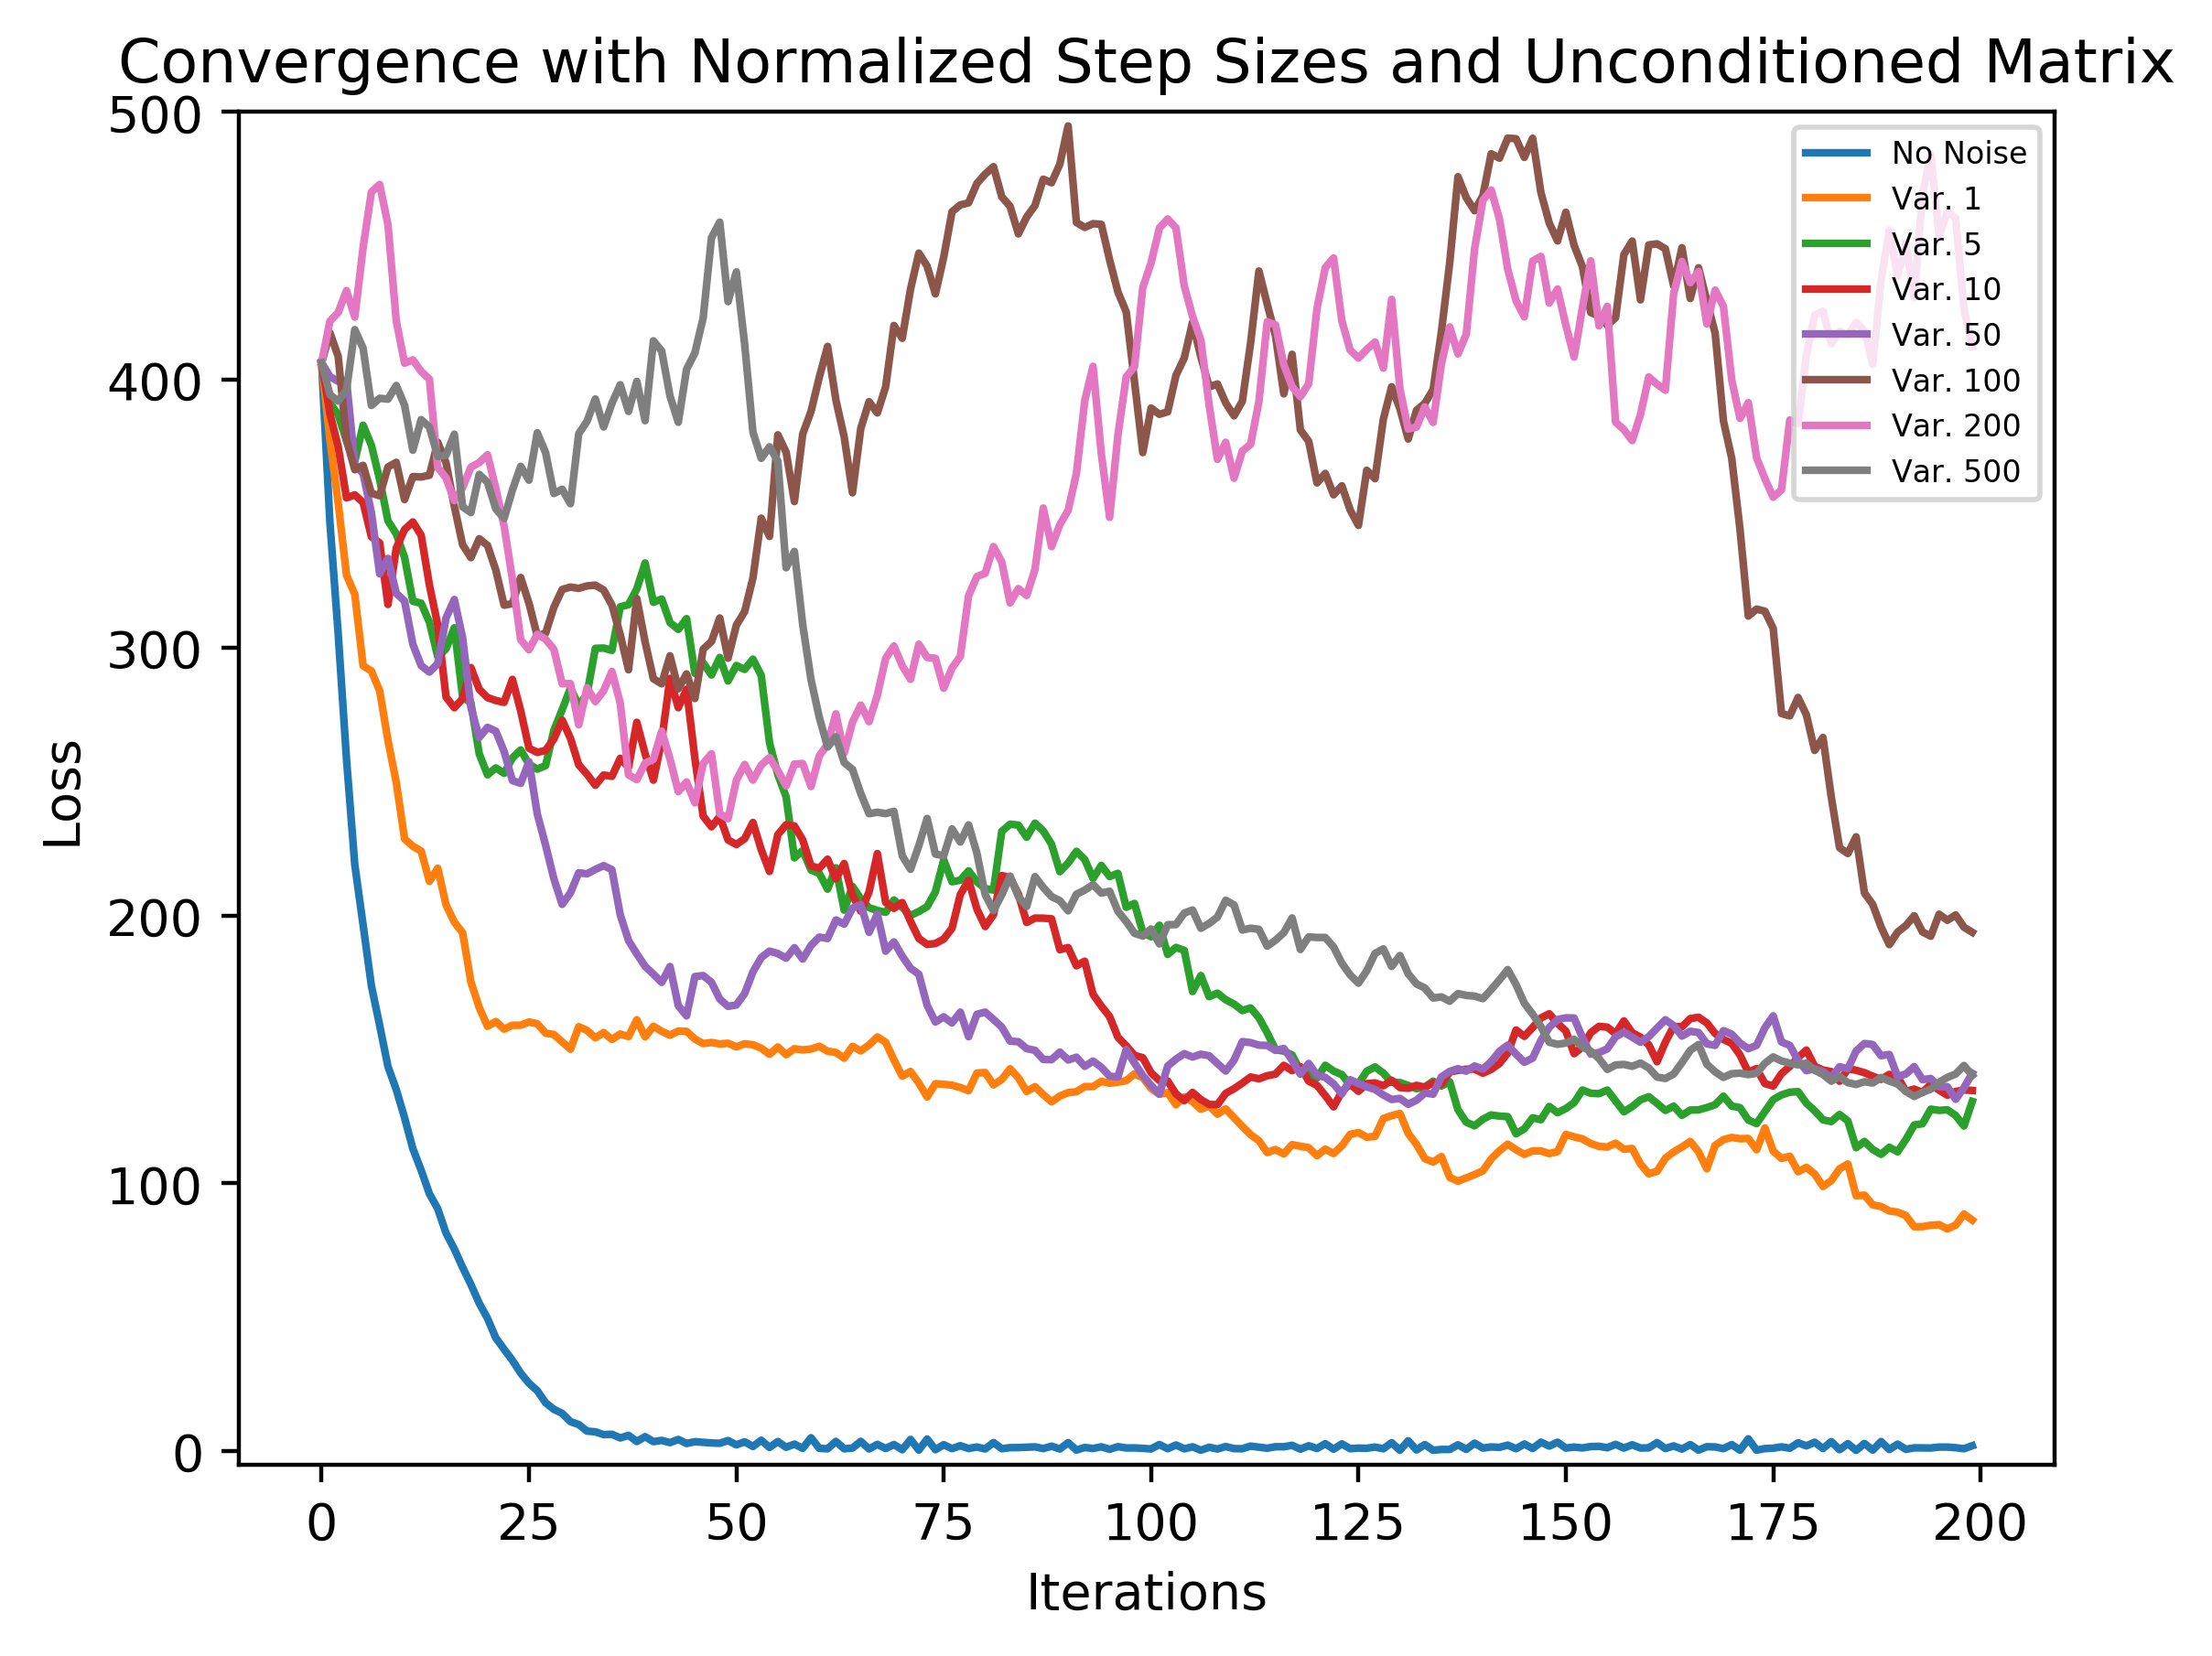 Convergence with Normalized Step Sizes and Unconditioned Matrix
500
400
300
200
100
0
Loss
No Noise
Var. 1
Var. 5
Var. 10
Var. 50
Var. 100
Var. 200
Var. 500
0 25 50 75 100 125 150 175 200
Iterations